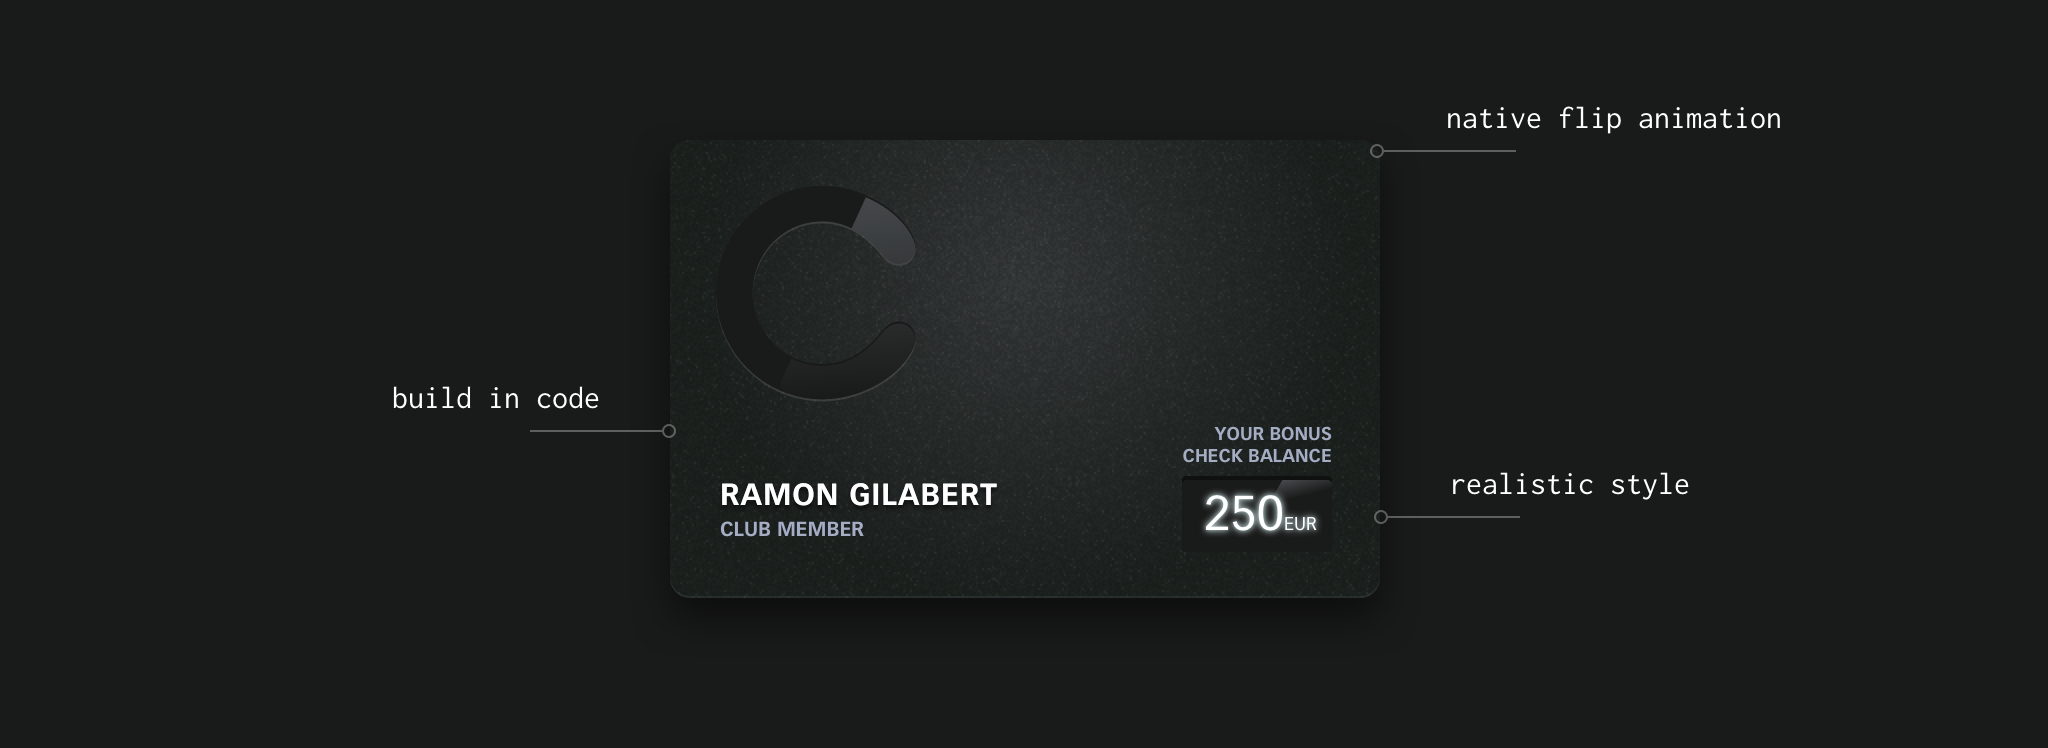 native flip animation
build in code
YOUR BONUS
CHECK BALANCE
RAMON GILABERT
250EUR
CLUB MEMBER
realistic style